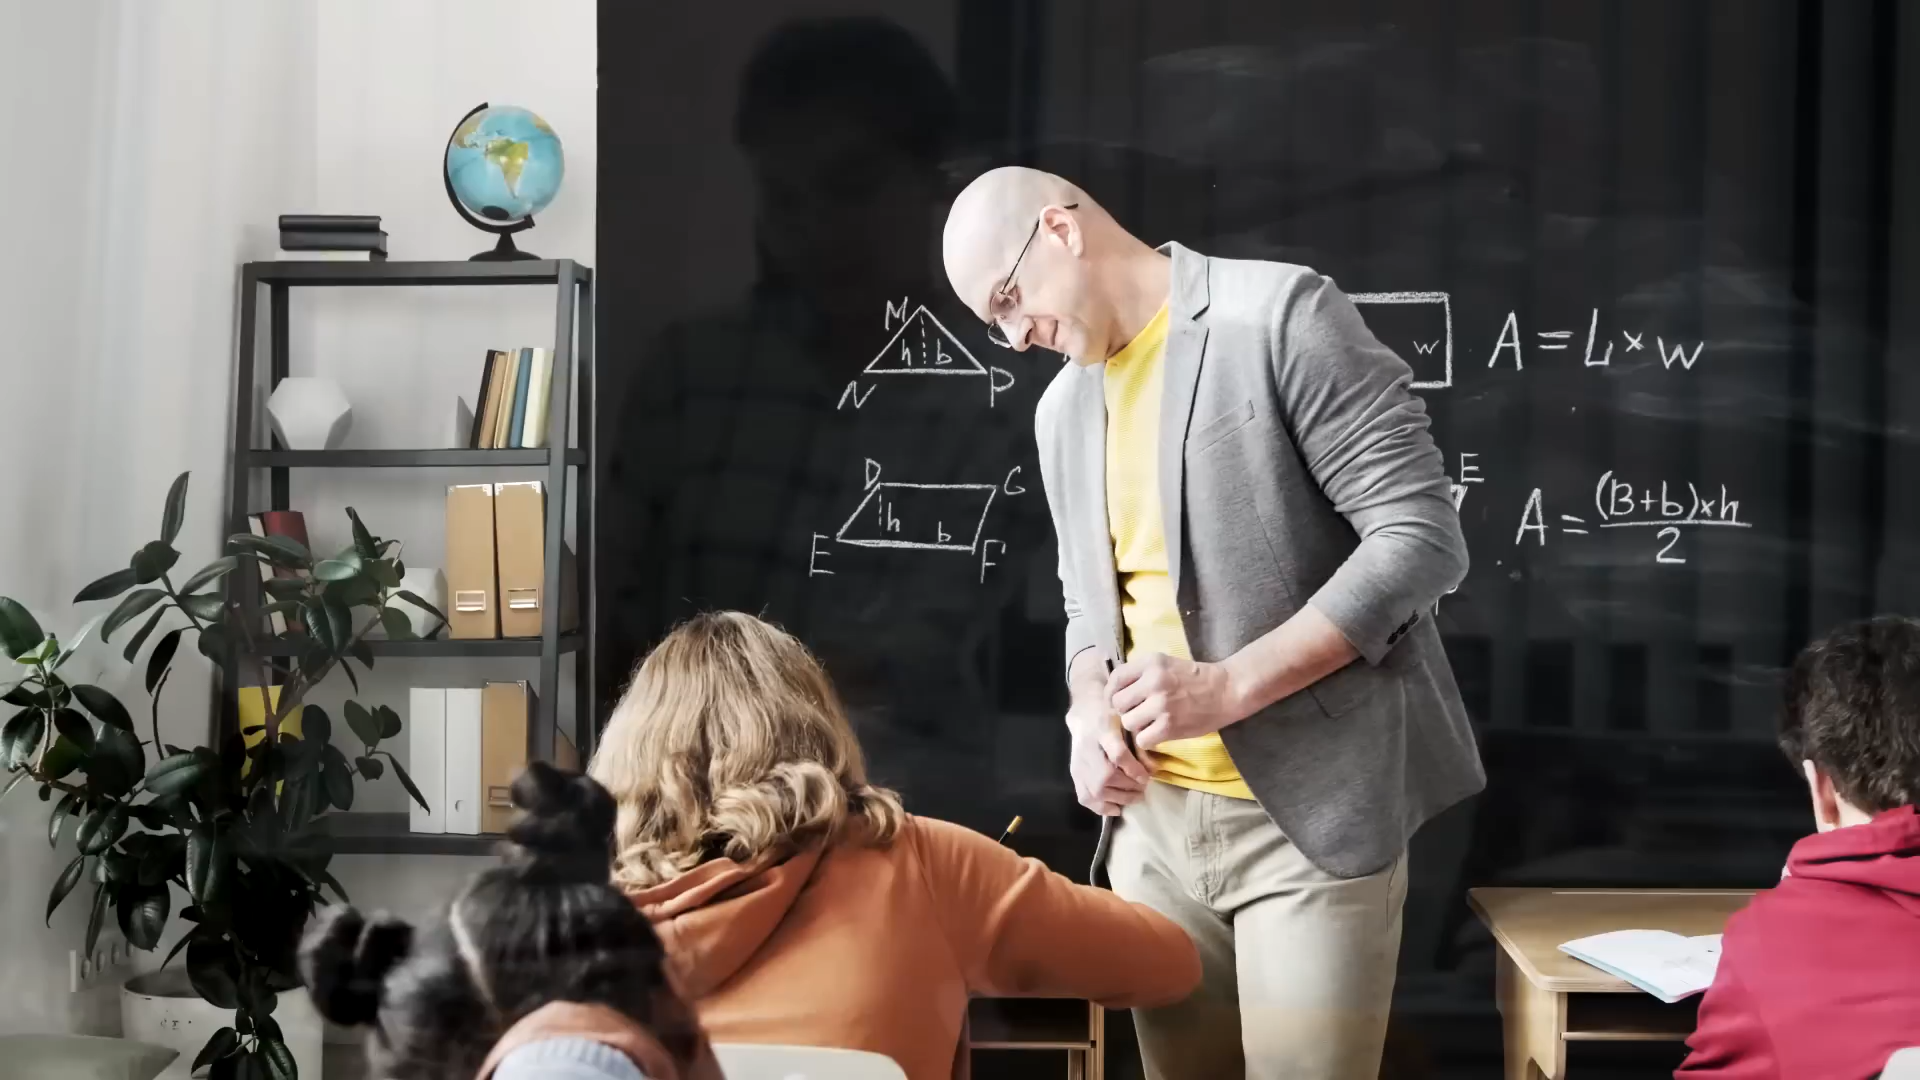 M
h b
N P
w
A = L × w
D G
h b
E F
E
A = (B+b)×h
2